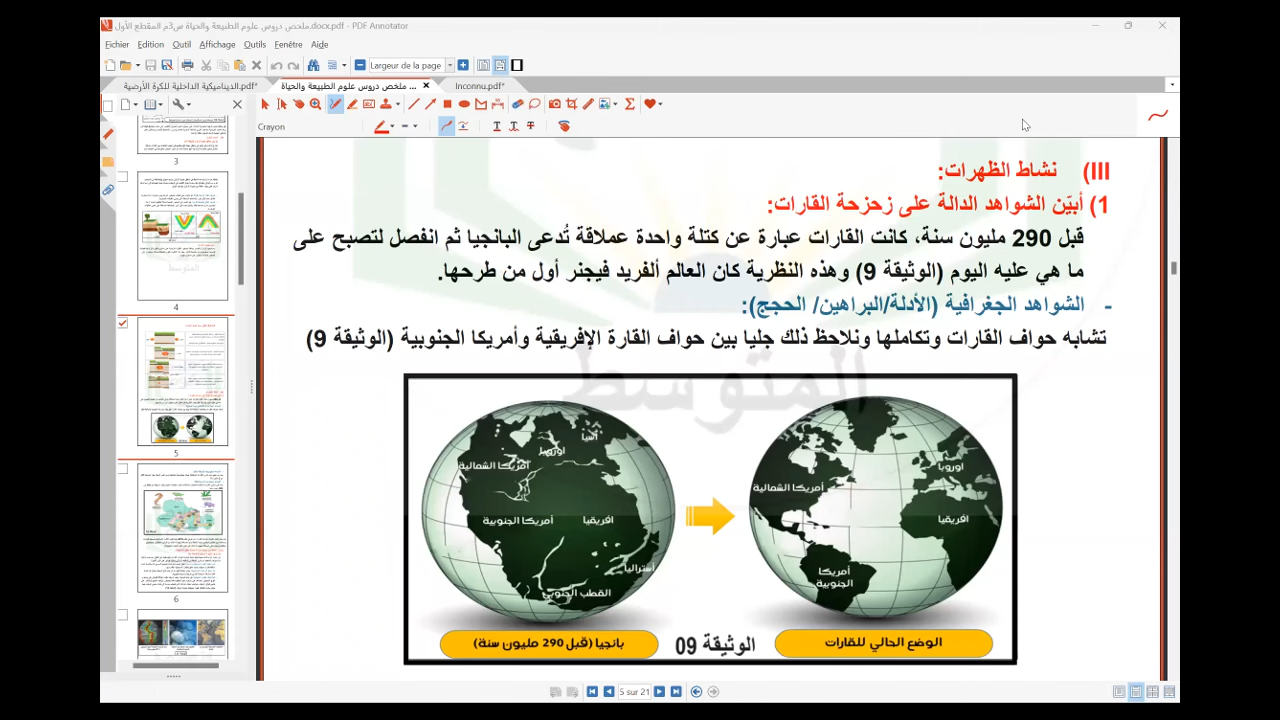 ملخص دروس علوم الطبيعة والحياة س3م المقطع الأول.docx.pdf - PDF Annotator
Fichier Edition Outil Affichage Outils Fenêtre Aide
Largeur de la page
الديناميكية الداخلية للكرة الأرضية.pdf*
ملخص دروس علوم الطبيعة والحياة ...
Inconnu.pdf*
Crayon
III) نشاط الظهرات:
1) أبيّن الشواهد الدالة على زحزحة القارات:
قبل 290 مليون سنة، كانت القارات عبارة عن كتلة واحدة عملاقة تُدعى البانجيا ثم انفصل لتصبح على
ما هي عليه اليوم (الوثيقة 9) وهذه النظرية كان العالم ألفريد فيجنر أول من طرحها.
- الشواهد الجغرافية (الأدلة/البراهين/ الحجج):
تشابه حواف القارات وتكاملها وتلاحظ ذلك جليا بين حواف القارة الإفريقية وأمريكا الجنوبية (الوثيقة 9)
المتوسط
آسيا
أوروبا
أمريكا الشمالية
أمريكا الجنوبية
افريقيا
استراليا
القطب الجنوبي
أوروبا
أمريكا الشمالية
افريقيا
أمريكا
الجنوبية
بانجيا (قبل 290 مليون سنة)
الوثيقة 09
الوضع الحالي للقارات
3
4
5
6
5 sur 21